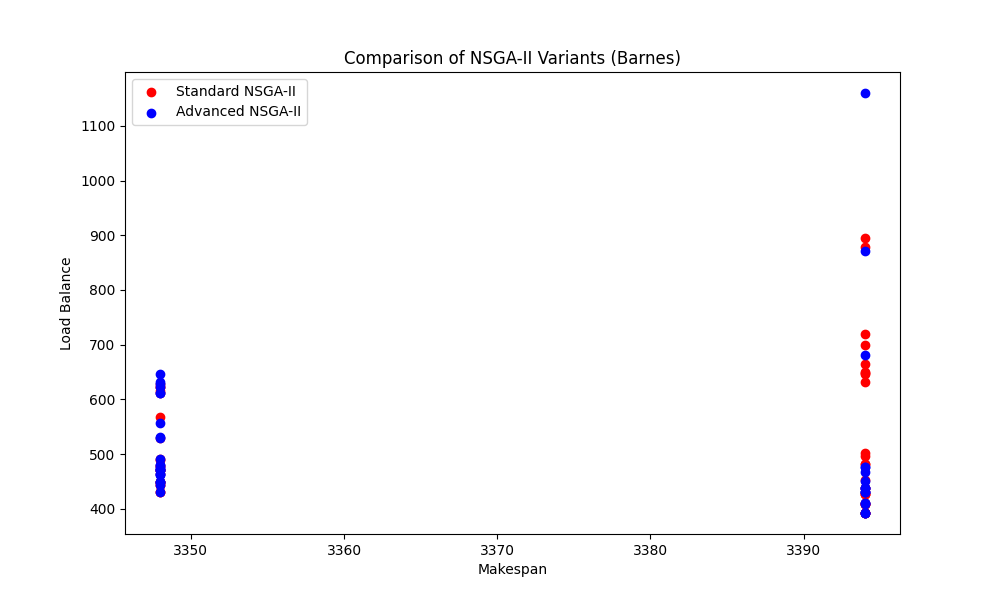 Comparison of NSGA-II Variants (Barnes)
Standard NSGA-II
Advanced NSGA-II
1100
1000
900
800
700
600
500
400
Load Balance
3350 3360 3370 3380 3390
Makespan